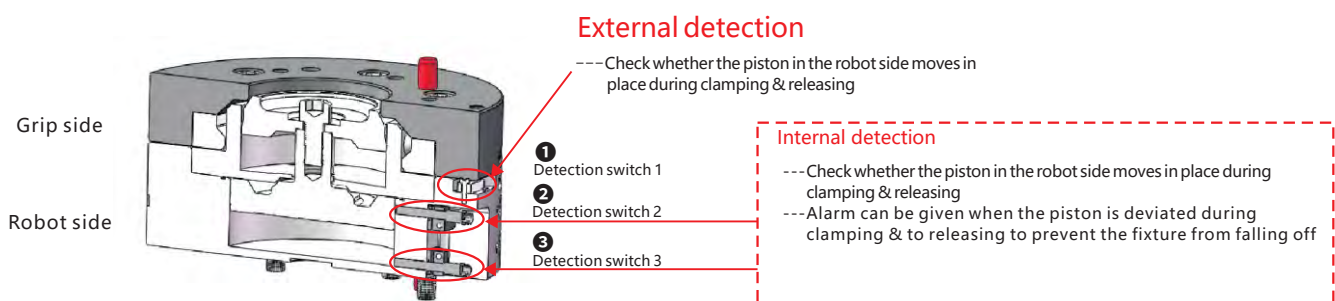 External detection
---Check whether the piston in the robot side moves in
place during clamping & releasing
Grip side
Robot side
❶
Detection switch 1
❷
Detection switch 2
❸
Detection switch 3
Internal detection
---Check whether the piston in the robot side moves in place during
clamping & releasing
---Alarm can be given when the piston is deviated during
clamping & to releasing to prevent the fixture from falling off